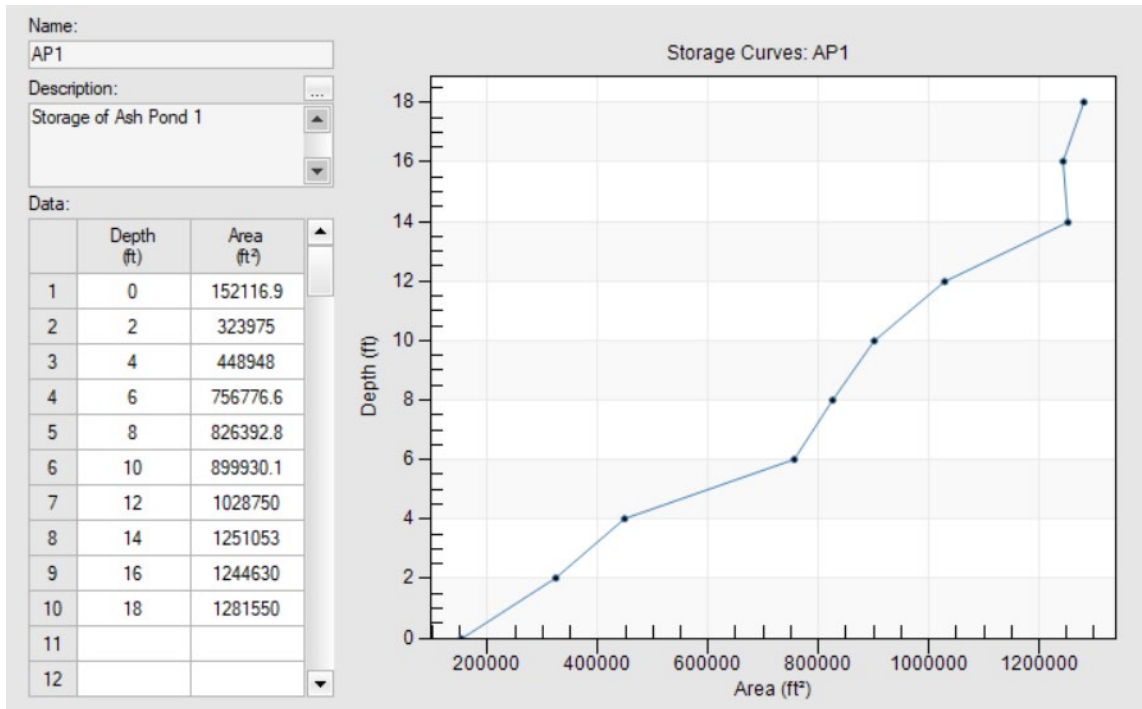 Name:
AP1
Description:
...
Storage of Ash Pond 1
Data:
Depth (ft) Area (ft²)
1 0 152116.9
2 2 323975
3 4 448948
4 6 756776.6
5 8 826392.8
6 10 899930.1
7 12 1028750
8 14 1251053
9 16 1244630
10 18 1281550
11
12
Storage Curves: AP1
Depth (ft)
18
16
14
12
10
8
6
4
2
0
200000 400000 600000 800000 1000000 1200000
Area (ft²)